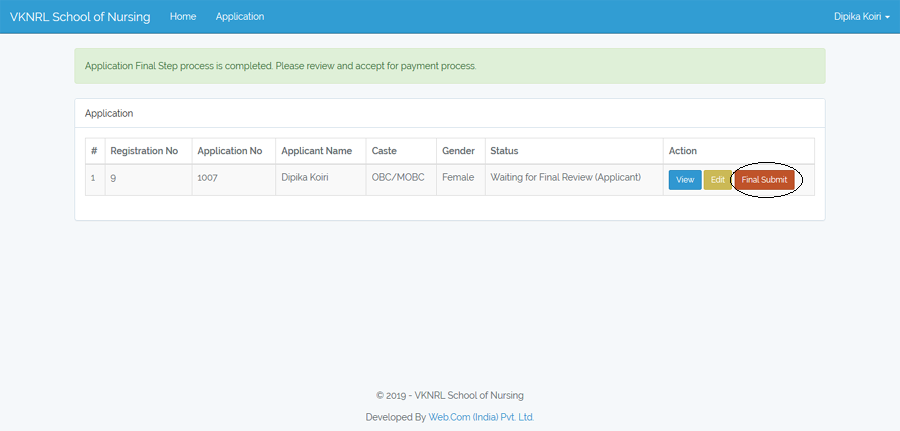 VKNRL School of Nursing Home Application Dipika Koiri
Application Final Step process is completed. Please review and accept for payment process.
Application
# Registration No Application No Applicant Name Caste Gender Status Action
1 9 1007 Dipika Koiri OBC/MOBC Female Waiting for Final Review (Applicant) View Edit Final Submit
© 2019 - VKNRL School of Nursing
Developed By Web.Com (India) Pvt. Ltd.